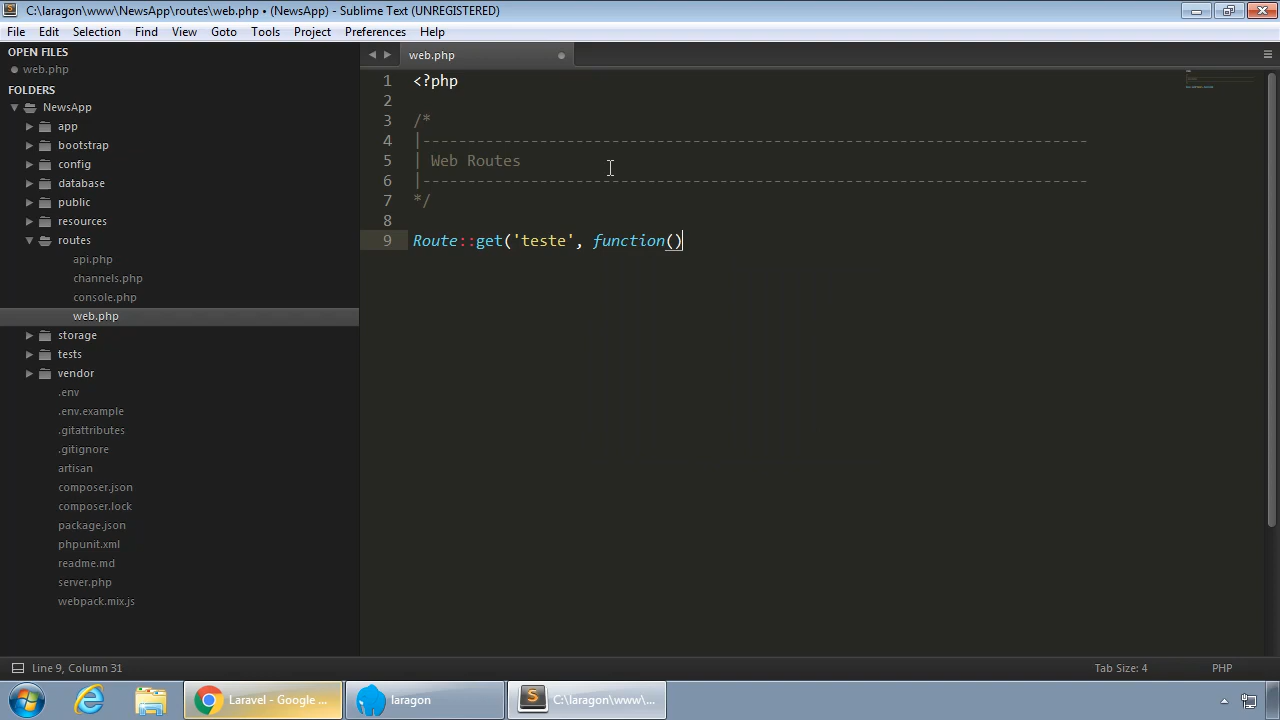 C:\laragon\www\NewsApp\routes\web.php • (NewsApp) - Sublime Text (UNREGISTERED)
File Edit Selection Find View Goto Tools Project Preferences Help
OPEN FILES
web.php
FOLDERS
NewsApp
app
bootstrap
config
database
public
resources
routes
api.php
channels.php
console.php
web.php
storage
tests
vendor
.env
.env.example
.gitattributes
.gitignore
artisan
composer.json
composer.lock
package.json
phpunit.xml
readme.md
server.php
webpack.mix.js
web.php
1 <?php
2
3 /*
4 |--------------------------------------------------------------------------
5 | Web Routes
6 |--------------------------------------------------------------------------
7 */
8
9 Route::get('teste', function()
Line 9, Column 31
Tab Size: 4
PHP
Laravel - Google ...
laragon
C:\laragon\www\...